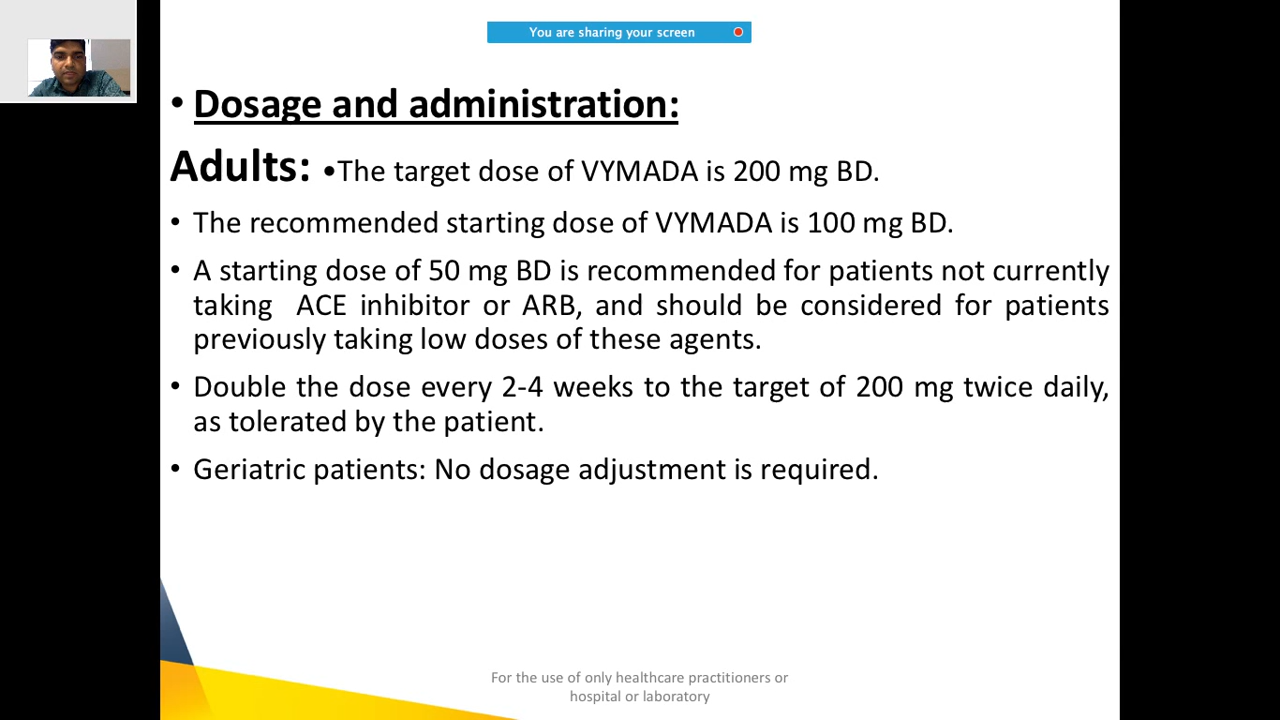 You are sharing your screen
• Dosage and administration:
Adults: •The target dose of VYMADA is 200 mg BD.
• The recommended starting dose of VYMADA is 100 mg BD.
• A starting dose of 50 mg BD is recommended for patients not currently
taking ACE inhibitor or ARB, and should be considered for patients
previously taking low doses of these agents.
• Double the dose every 2-4 weeks to the target of 200 mg twice daily,
as tolerated by the patient.
• Geriatric patients: No dosage adjustment is required.
For the use of only healthcare practitioners or
hospital or laboratory